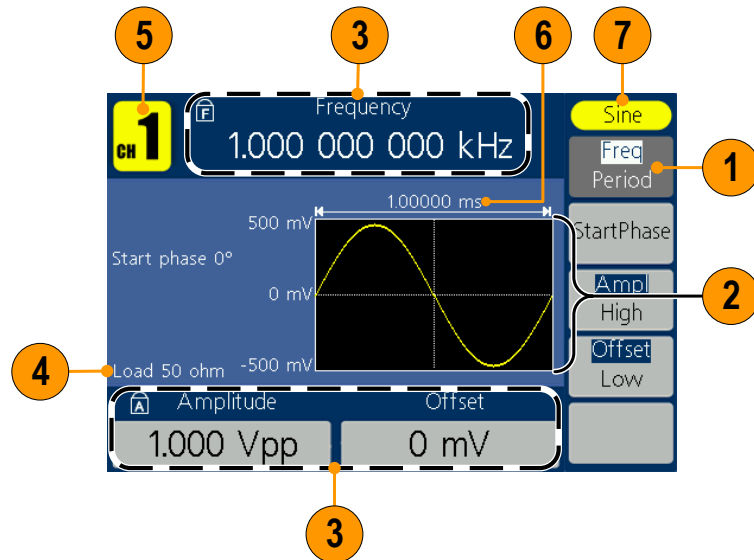 5
3
6
7
CH 1
F
Frequency
1.000 000 000 kHz
Sine
Freq
Period
1
1.00000 ms
500 mV
StartPhase
Start phase 0°
0 mV
Ampl
High
2
Offset
Low
4
Load 50 ohm
-500 mV
A
Amplitude
Offset
1.000 Vpp
0 mV
3